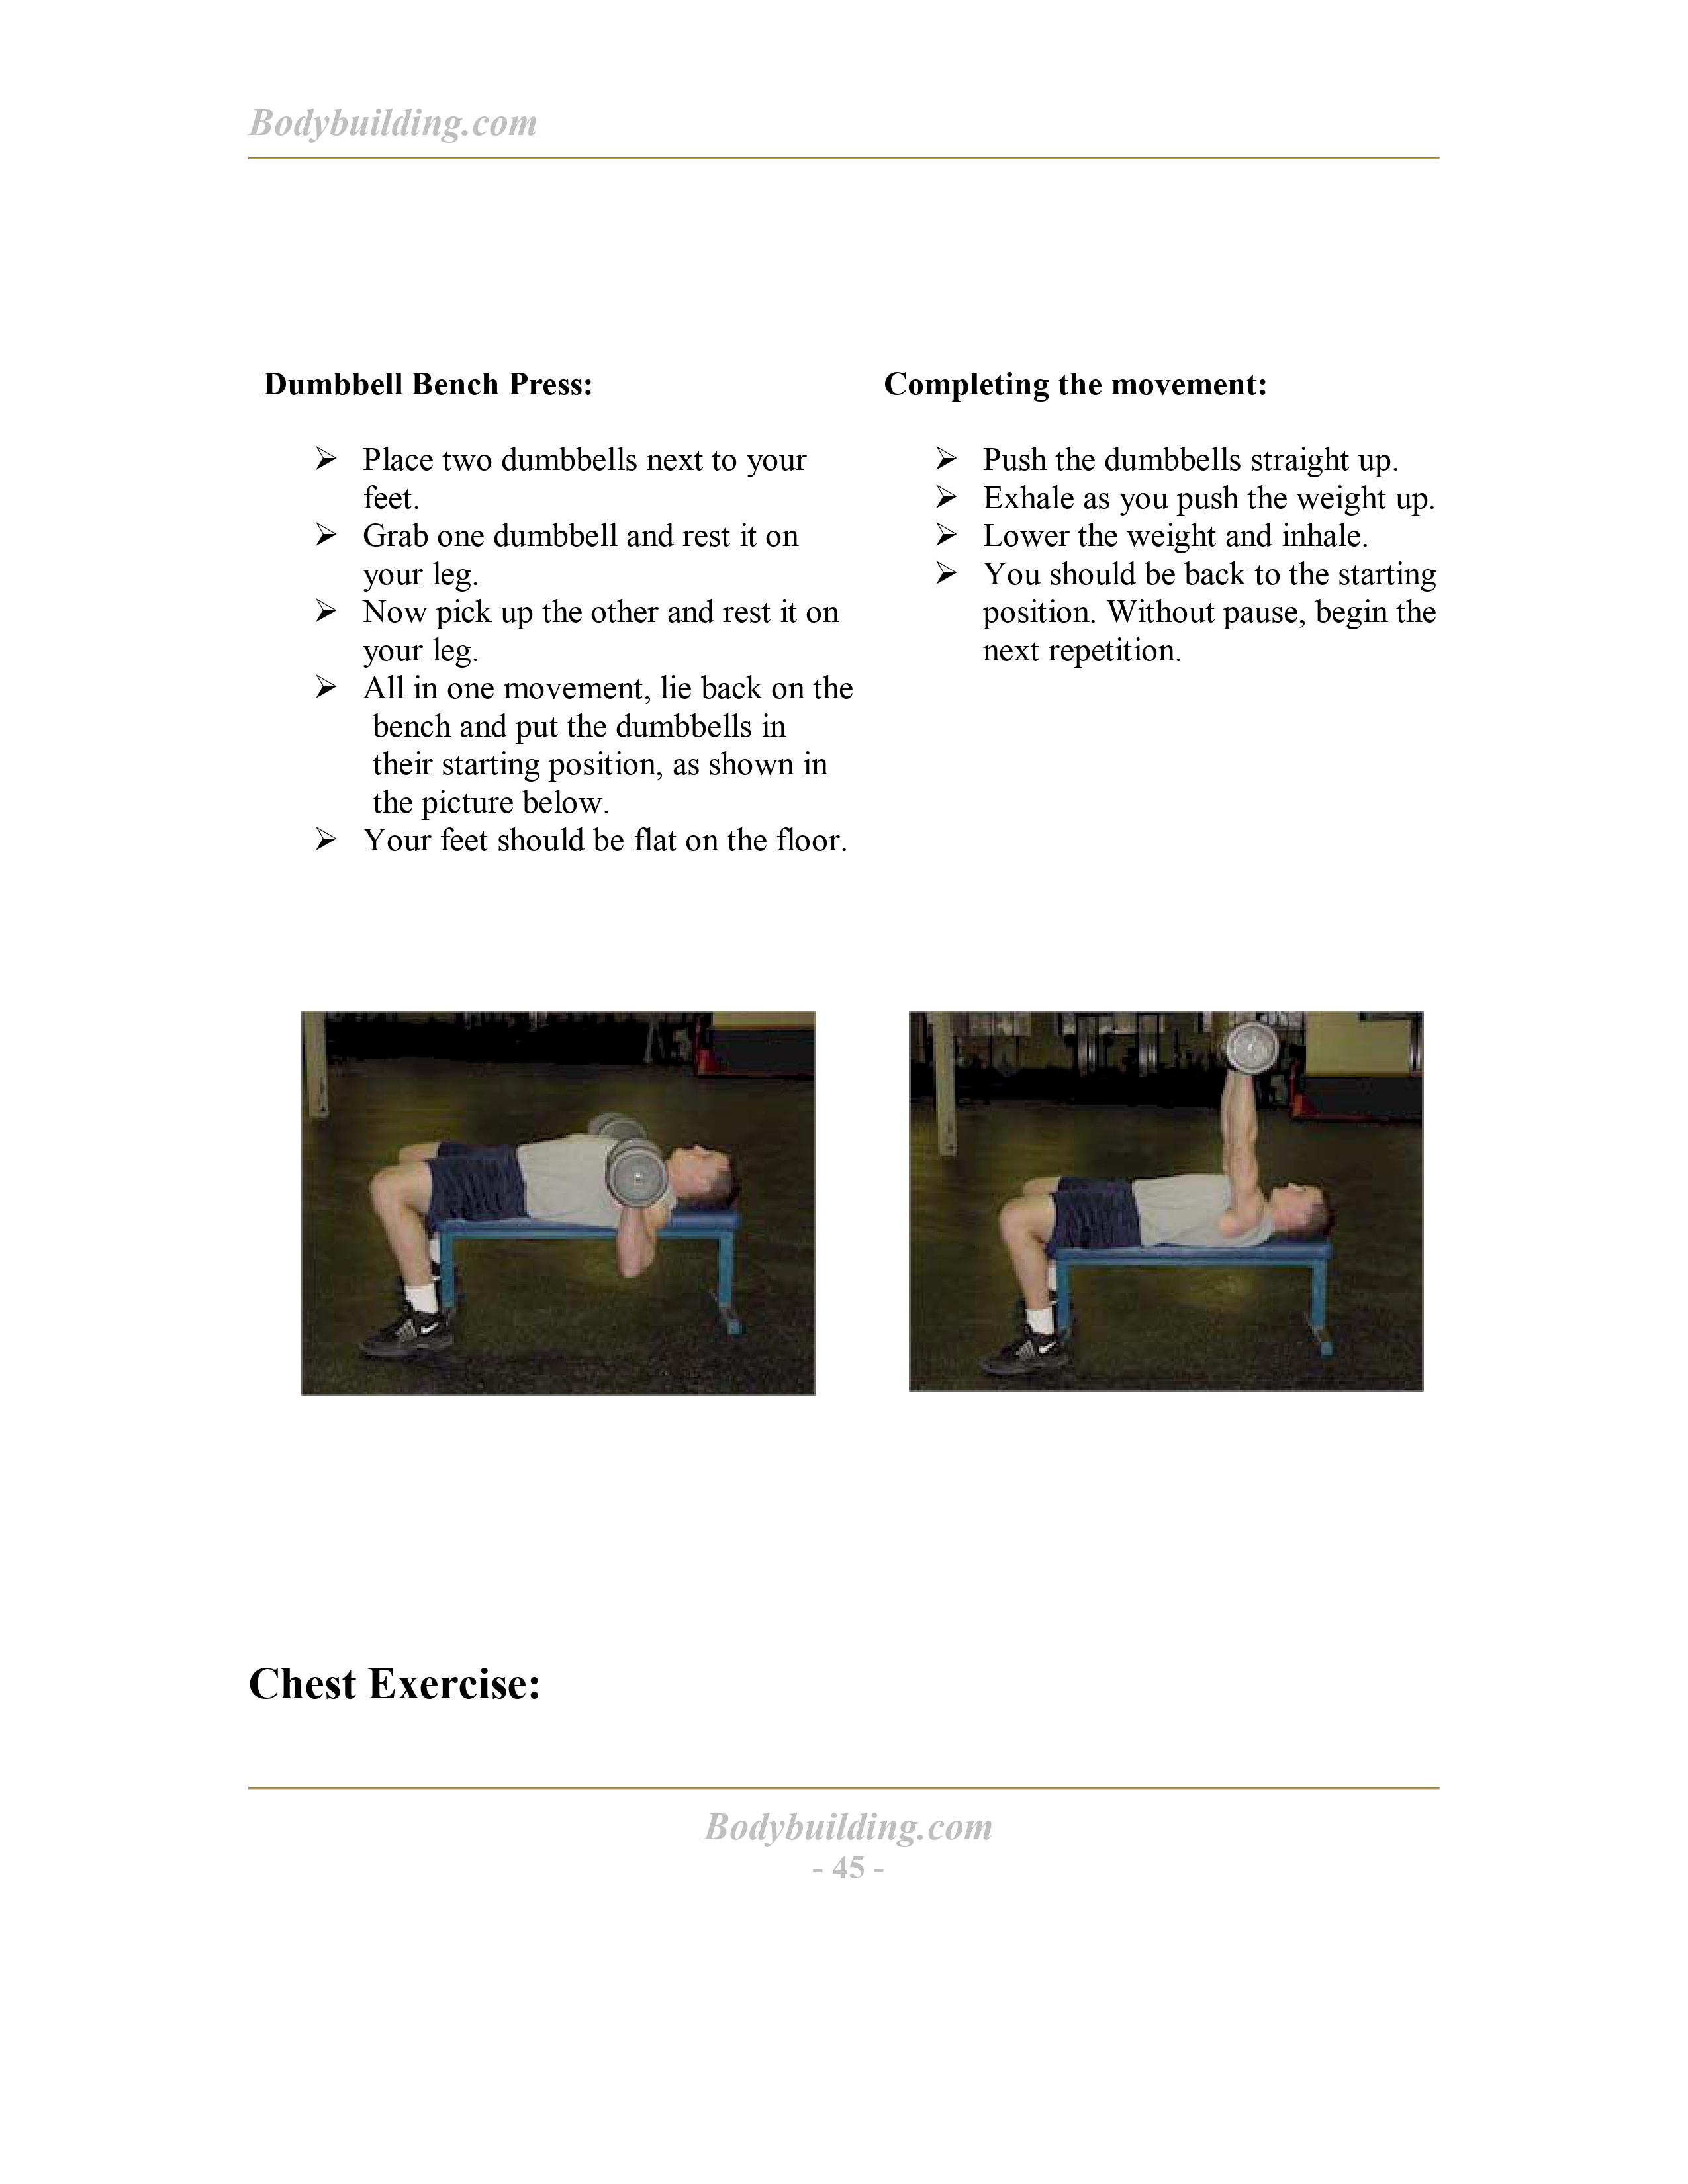 Bodybuilding.com
Dumbbell Bench Press:
➢ Place two dumbbells next to your
feet.
➢ Grab one dumbbell and rest it on
your leg.
➢ Now pick up the other and rest it on
your leg.
➢ All in one movement, lie back on the
bench and put the dumbbells in
their starting position, as shown in
the picture below.
➢ Your feet should be flat on the floor.
Completing the movement:
➢ Push the dumbbells straight up.
➢ Exhale as you push the weight up.
➢ Lower the weight and inhale.
➢ You should be back to the starting
position. Without pause, begin the
next repetition.
Chest Exercise:
Bodybuilding.com
- 45 -